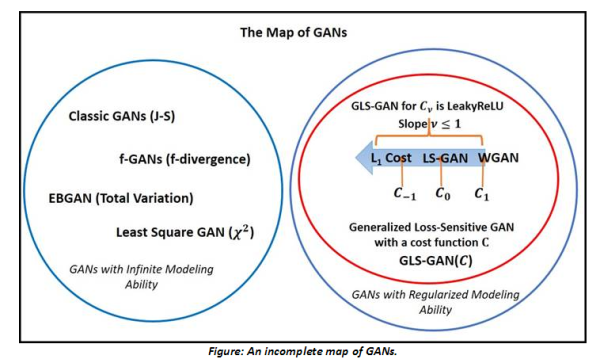 The Map of GANs
Classic GANs (J-S)
f-GANs (f-divergence)
EBGAN (Total Variation)
Least Square GAN (χ²)
GANs with Infinite Modeling
Ability
GLS-GAN for Cᵥ is LeakyReLU
Slope ν ≤ 1
L₁ Cost LS-GAN WGAN
C₋₁ C₀ C₁
Generalized Loss-Sensitive GAN
with a cost function C
GLS-GAN(C)
GANs with Regularized Modeling
Ability
Figure: An incomplete map of GANs.